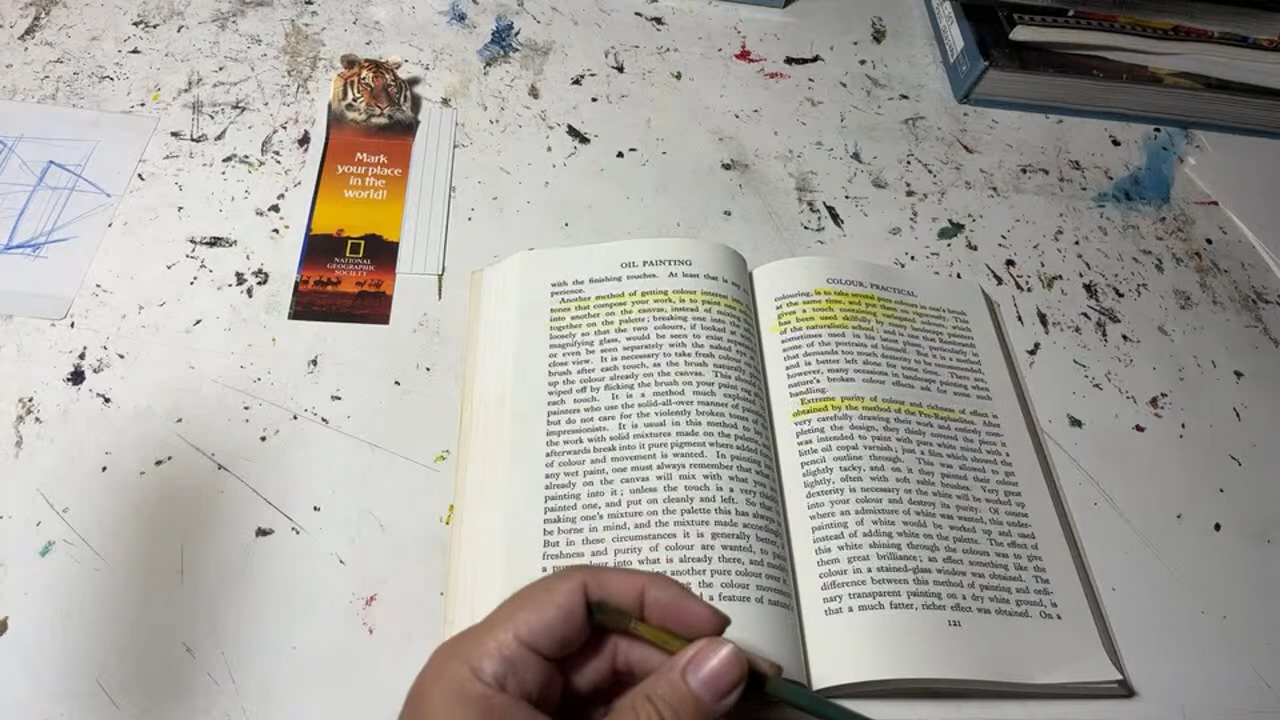 Mark
your place
in the
world!
NATIONAL
GEOGRAPHIC
SOCIETY
OIL PAINTING
with the finishing touches. At least that is my
perience.
Another method of getting colour interest into
tones that compose your work, is to paint one
into another on the canvas, instead of mixing
together on the palette; breaking one into the
loosely so that the two colours, if looked at
magnifying glass, would be seen to exist separately
or even be seen separately with the naked eye
close view. It is necessary to take fresh colour
brush after each touch, as the brush naturally
up the colour already on the canvas. This should
wiped off by flicking the brush on your paint rag
each touch. It is a method much exploited
painters who use the solid-all-over manner of painting
but do not care for the violently broken tones
impressionists. It is usual in this method to lay
the work with solid mixtures made on the palette
afterwards break into it pure pigment where added
of colour and movement is wanted. In painting
any wet paint, one must always remember that what
already on the canvas will mix with what you
painting into it; unless the touch is a very thickly
painted one, and put on cleanly and left. So that
making one's mixture on the palette this has always
be borne in mind, and the mixture made accordingly
But in these circumstances it is generally better, if
freshness and purity of colour are wanted, to paint
a pure colour into what is already there, and
another pure colour over it.
the colour movement
a feature of nature's
COLOUR, PRACTICAL
colouring, is to take several pure colours in one's brush
at the same time, and put them on vigorously. This
gives a touch containing various colours. This
has been used skilfully by many landscape painters
of the naturalistic school, and is one that Rembrandt
sometimes used in his latest phase, particularly in
some of the portraits of himself. But it is a method
that demands too much dexterity to be recommended,
and is better left alone for some time. There are,
however, many occasions in landscape painting when
nature's broken colour effects ask for some such
handling.
Extreme purity of colour and richness of effect is
obtained by the method of the Pre-Raphaelites. After
very carefully drawing their work and entirely com-
pleting the design, they thinly covered the piece it
was intended to paint with pure white mixed with a
little oil copal varnish; just a film which showed the
pencil outline through. This was allowed to get
slightly tacky, and on it they painted their colour
lightly, often with soft sable brushes. Very great
dexterity is necessary or the white will be worked up
into your colour and destroy its purity. Of course
where an admixture of white was wanted, this under-
painting of white would be worked up and used
instead of adding white on the palette. The effect of
this white shining through the colours was to give
them great brilliance; an effect something like the
colour in a stained-glass window was obtained. The
difference between this method of painting and ordi-
nary transparent painting on a dry white ground, is
that a much fatter, richer effect was obtained. On a
121